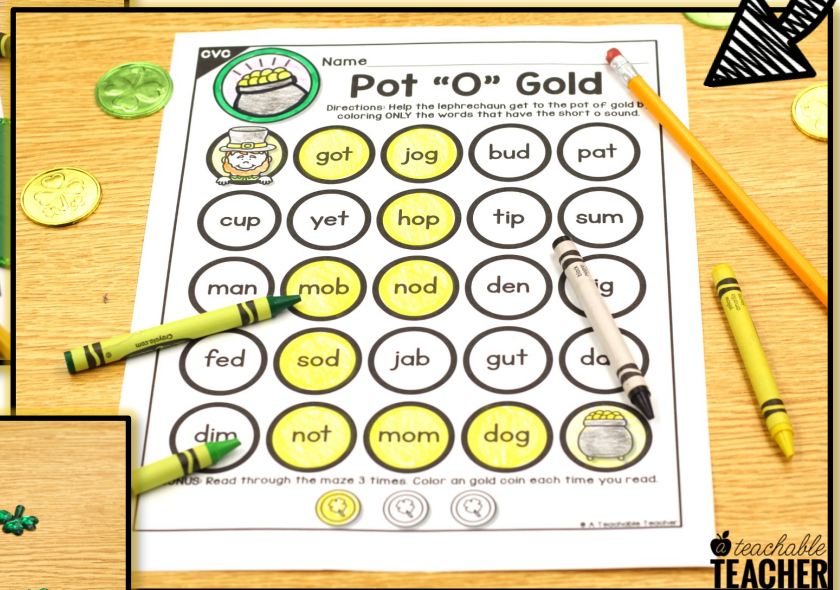 CVC
Name
Pot "O" Gold
Directions: Help the lephrechaun get to the pot of gold
coloring ONLY the words that have the short o sound.
got jog bud pat
cup yet hop tip sum
man mob nod den
fed sod jab gut
dim not mom dog
Read through the maze 3 times. Color an gold coin each time you read.
© A Teachable Teacher
Crayola.com
a teachable
TEACHER